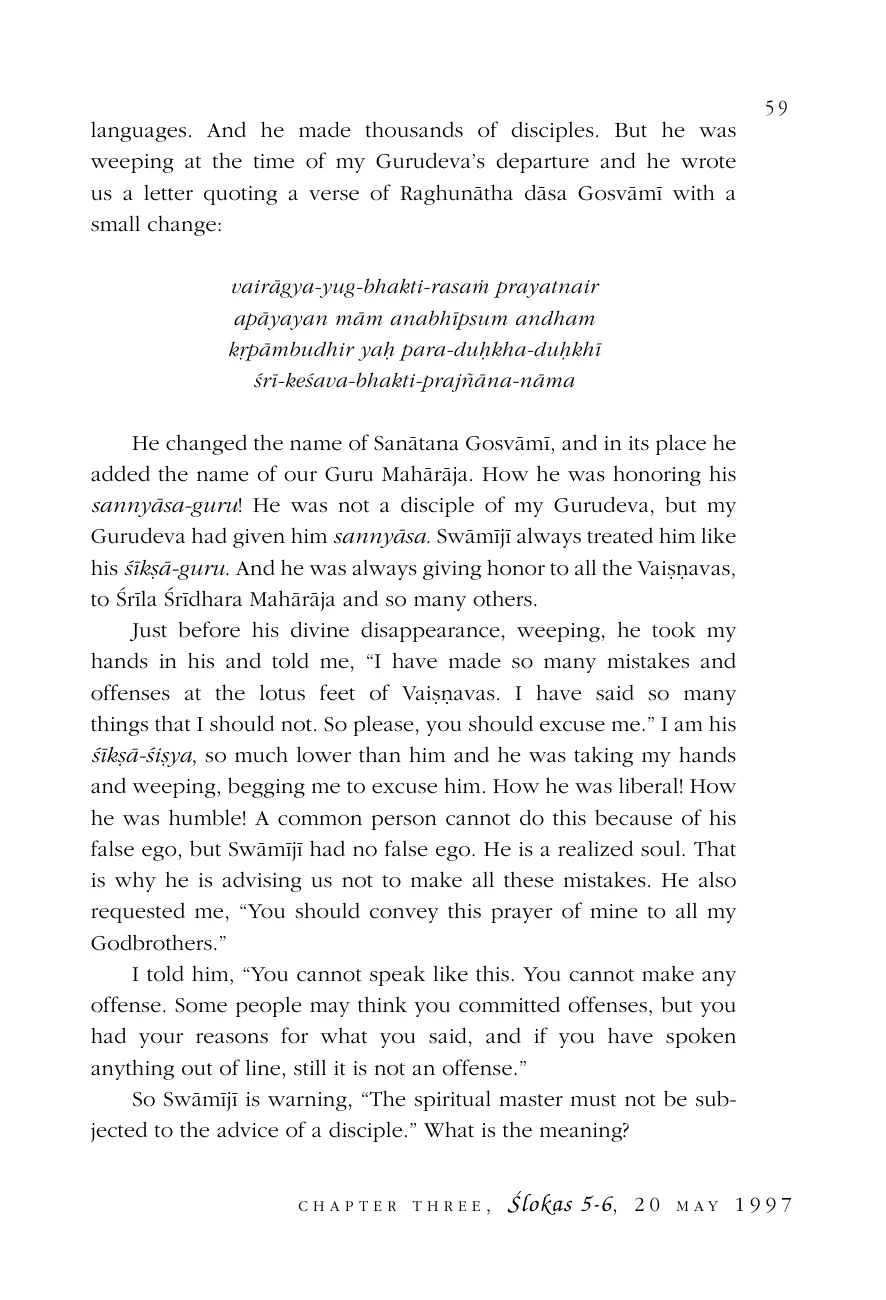 59
languages. And he made thousands of disciples. But he was
weeping at the time of my Gurudeva’s departure and he wrote
us a letter quoting a verse of Raghunātha dāsa Gosvāmī with a
small change:
vairāgya-yug-bhakti-rasaṁ prayatnair
apāyayan mām anabhīpsum andham
kṛpāmbudhir yaḥ para-duḥkha-duḥkhī
śrī-keśava-bhakti-prajñāna-nāma
He changed the name of Sanātana Gosvāmī, and in its place he
added the name of our Guru Mahārāja. How he was honoring his
sannyāsa-guru! He was not a disciple of my Gurudeva, but my
Gurudeva had given him sannyāsa. Swāmījī always treated him like
his śīkṣā-guru. And he was always giving honor to all the Vaiṣṇavas,
to Śrīla Śrīdhara Mahārāja and so many others.
Just before his divine disappearance, weeping, he took my
hands in his and told me, “I have made so many mistakes and
offenses at the lotus feet of Vaiṣṇavas. I have said so many
things that I should not. So please, you should excuse me.” I am his
śīkṣā-śiṣya, so much lower than him and he was taking my hands
and weeping, begging me to excuse him. How he was liberal! How
he was humble! A common person cannot do this because of his
false ego, but Swāmījī had no false ego. He is a realized soul. That
is why he is advising us not to make all these mistakes. He also
requested me, “You should convey this prayer of mine to all my
Godbrothers.”
I told him, “You cannot speak like this. You cannot make any
offense. Some people may think you committed offenses, but you
had your reasons for what you said, and if you have spoken
anything out of line, still it is not an offense.”
So Swāmījī is warning, “The spiritual master must not be sub-
jected to the advice of a disciple.” What is the meaning?
CHAPTER THREE, Ślokas 5-6, 20 MAY 1997